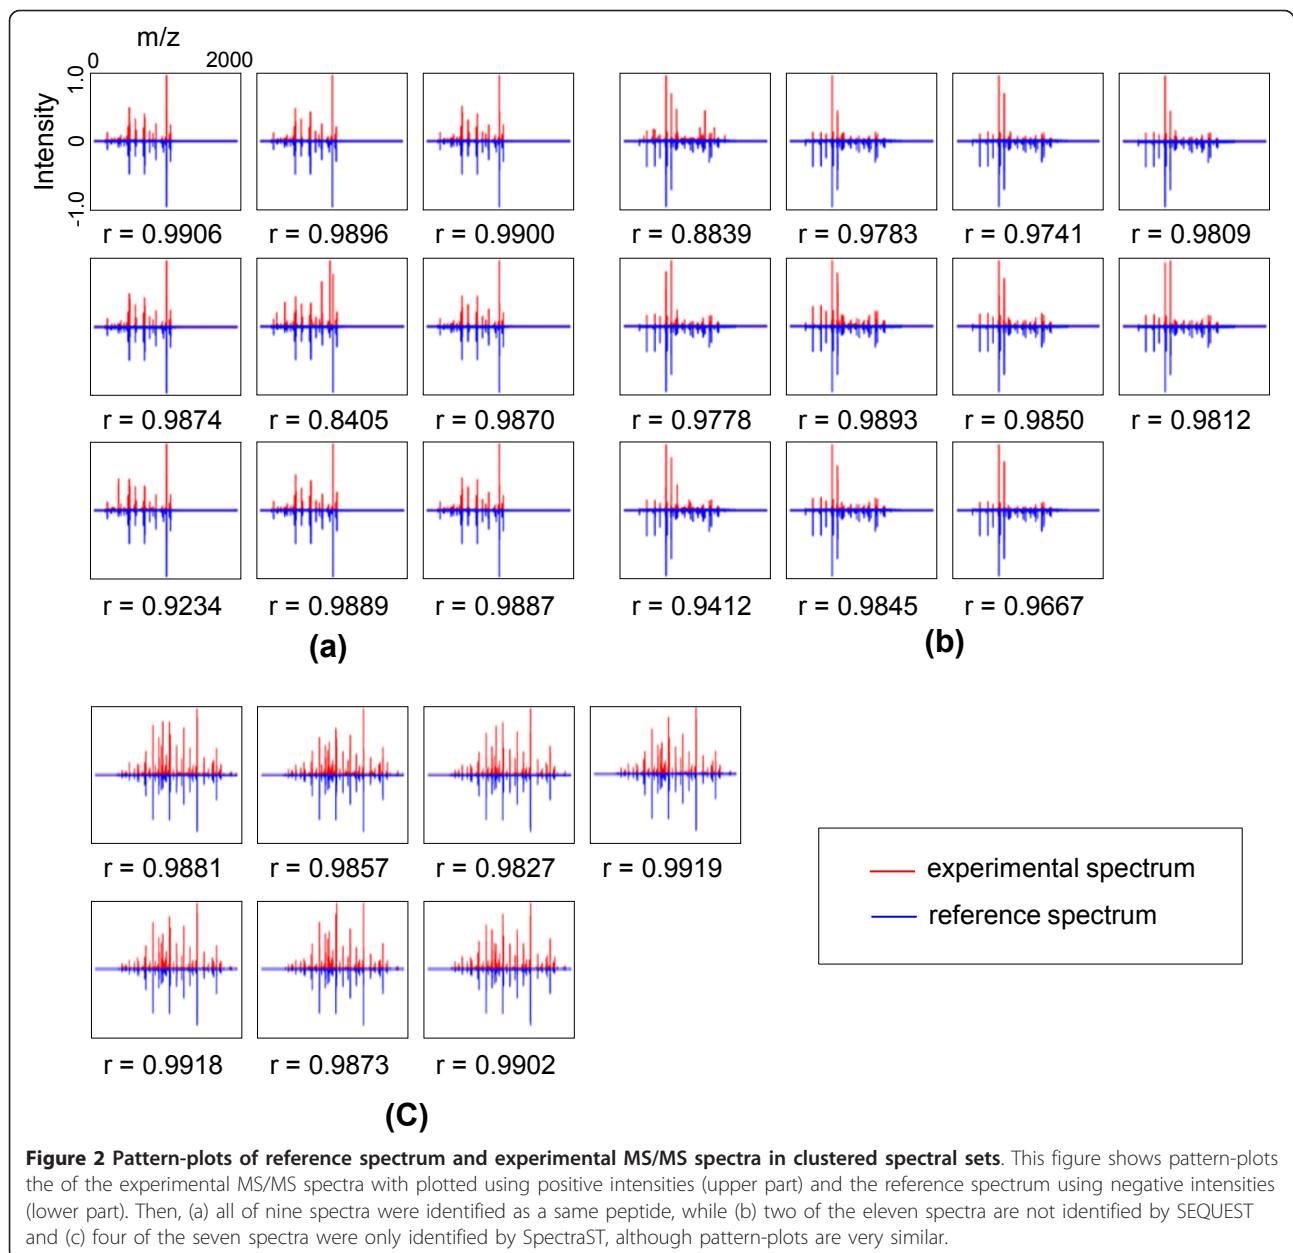 m/z
0 2000
Intensity
1.0
0
-1.0
r = 0.9906 r = 0.9896 r = 0.9900 r = 0.8839 r = 0.9783 r = 0.9741 r = 0.9809
r = 0.9874 r = 0.8405 r = 0.9870 r = 0.9778 r = 0.9893 r = 0.9850 r = 0.9812
r = 0.9234 r = 0.9889 r = 0.9887 r = 0.9412 r = 0.9845 r = 0.9667
(a) (b)
r = 0.9881 r = 0.9857 r = 0.9827 r = 0.9919
experimental spectrum
reference spectrum
r = 0.9918 r = 0.9873 r = 0.9902
(C)
Figure 2 Pattern-plots of reference spectrum and experimental MS/MS spectra in clustered spectral sets. This figure shows pattern-plots
the of the experimental MS/MS spectra with plotted using positive intensities (upper part) and the reference spectrum using negative intensities
(lower part). Then, (a) all of nine spectra were identified as a same peptide, while (b) two of the eleven spectra are not identified by SEQUEST
and (c) four of the seven spectra were only identified by SpectraST, although pattern-plots are very similar.